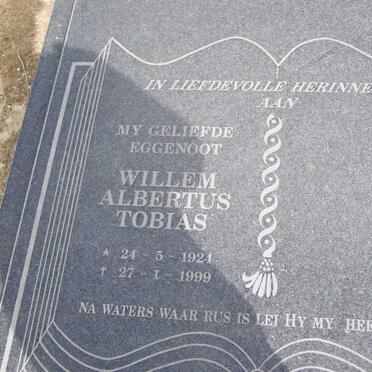 IN LIEFDEVOLLE HERINNE
AAN
MY GELIEFDE
EGGENOOT
WILLEM
ALBERTUS
TOBIAS
* 24 - 5 - 1924
† 27 - 1 - 1999
NA WATERS WAAR RUS IS LEI HY MY HEE